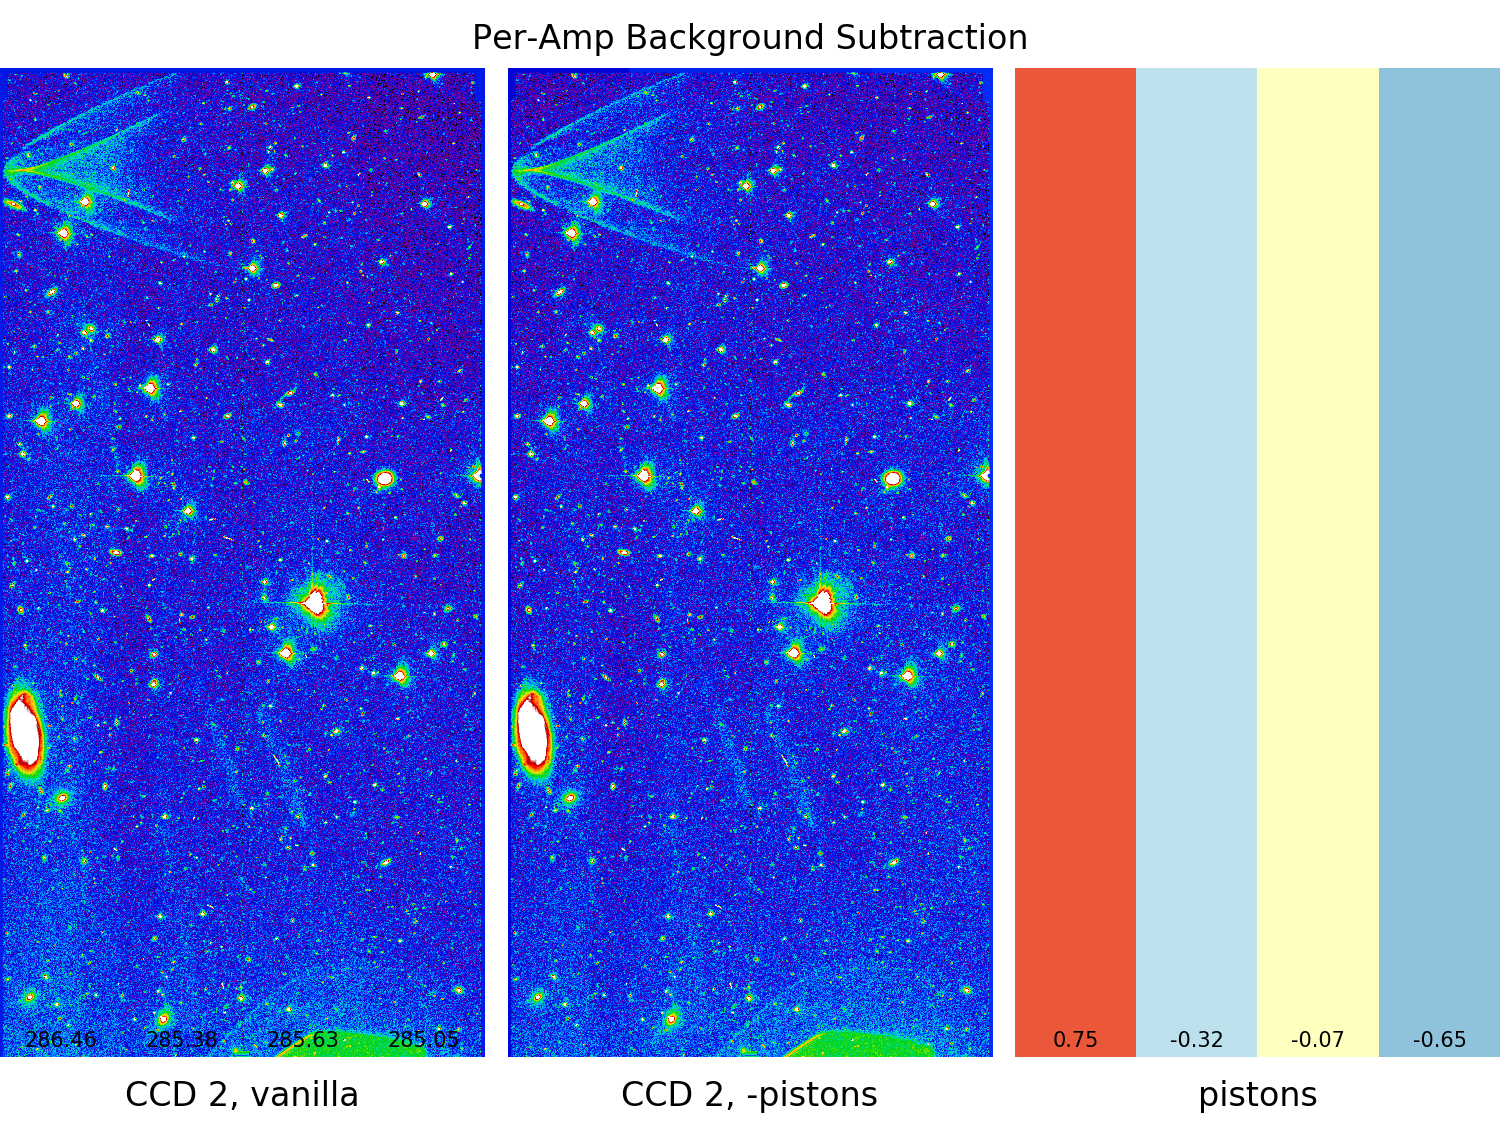 Per-Amp Background Subtraction
286.46 285.38 285.63 285.05
0.75 -0.32 -0.07 -0.65
CCD 2, vanilla
CCD 2, -pistons
pistons